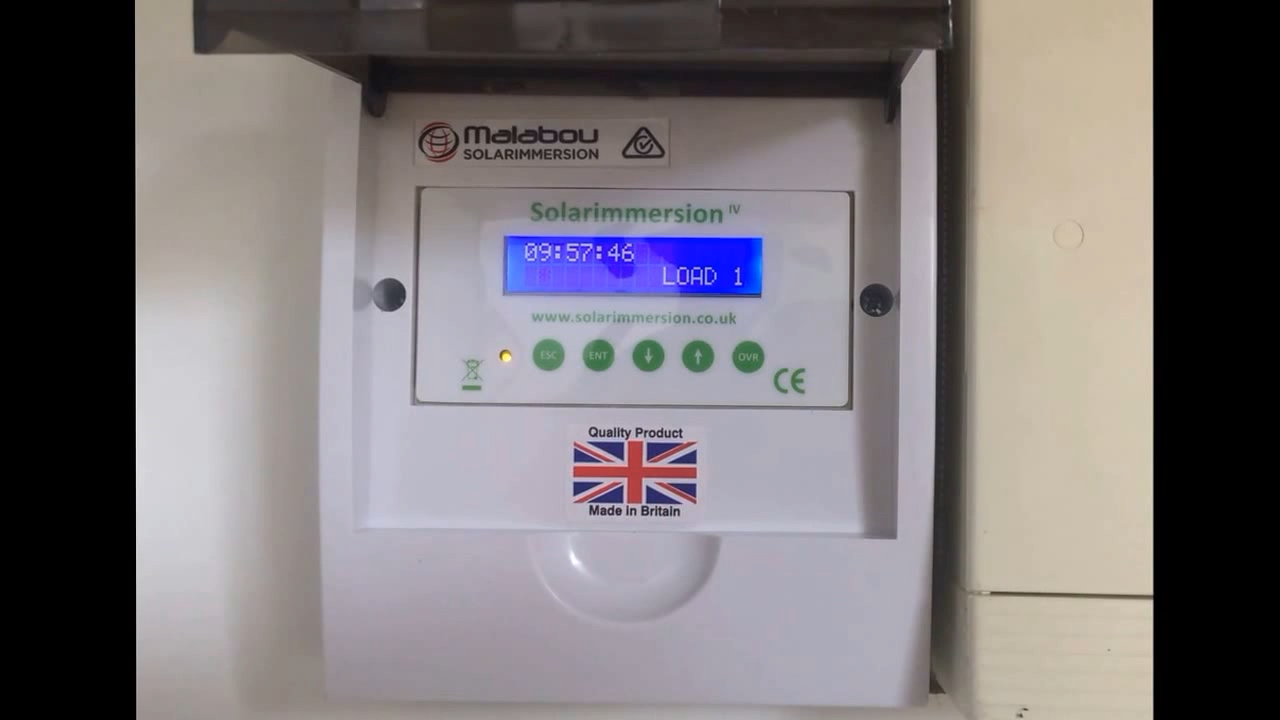 Malabou
SOLARIMMERSION
Solarimmersion IV
09:57:46
LOAD 1
www.solarimmersion.co.uk
ESC ENT ↓ ↑ OVR
CE
Quality Product
Made in Britain